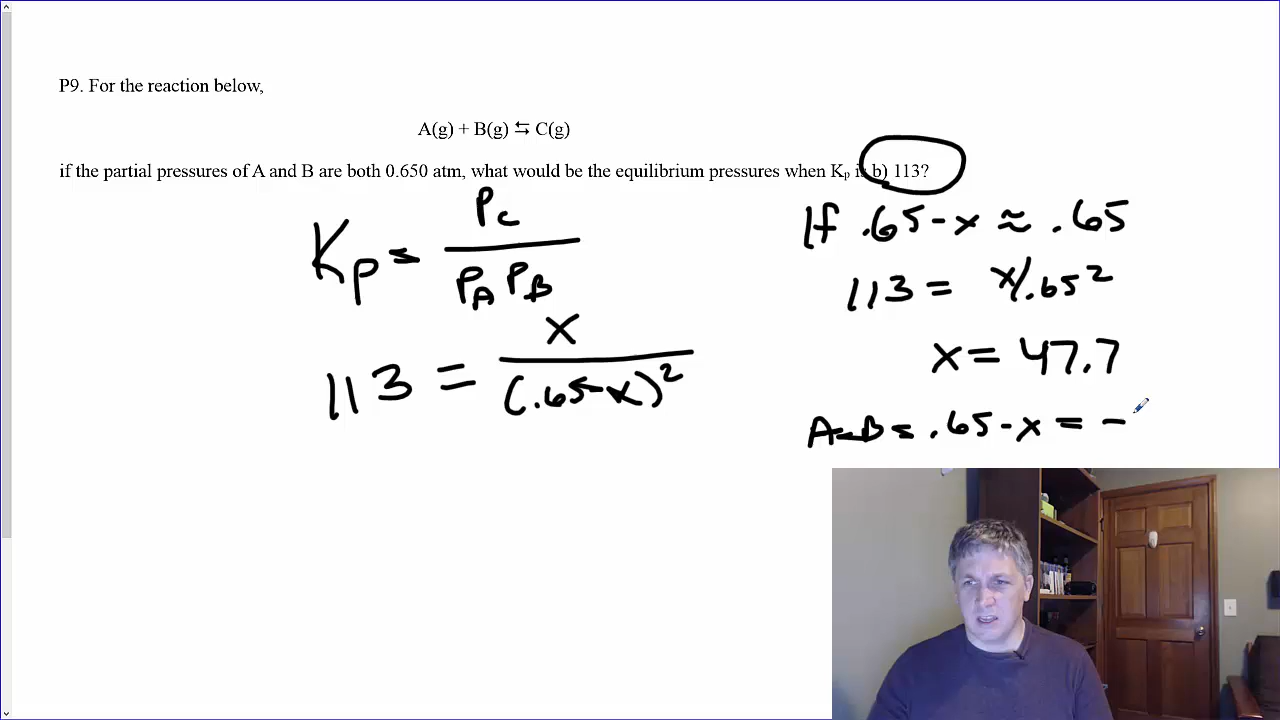 P9. For the reaction below,
A(g) + B(g) ⇆ C(g)
if the partial pressures of A and B are both 0.650 atm, what would be the equilibrium pressures when Kp is b) 113?
Kp = PC / PA PB
113 = x / (.65-x)²
If .65-x ≈ .65
113 = x/.65²
x = 47.7
A=B= .65-x = -